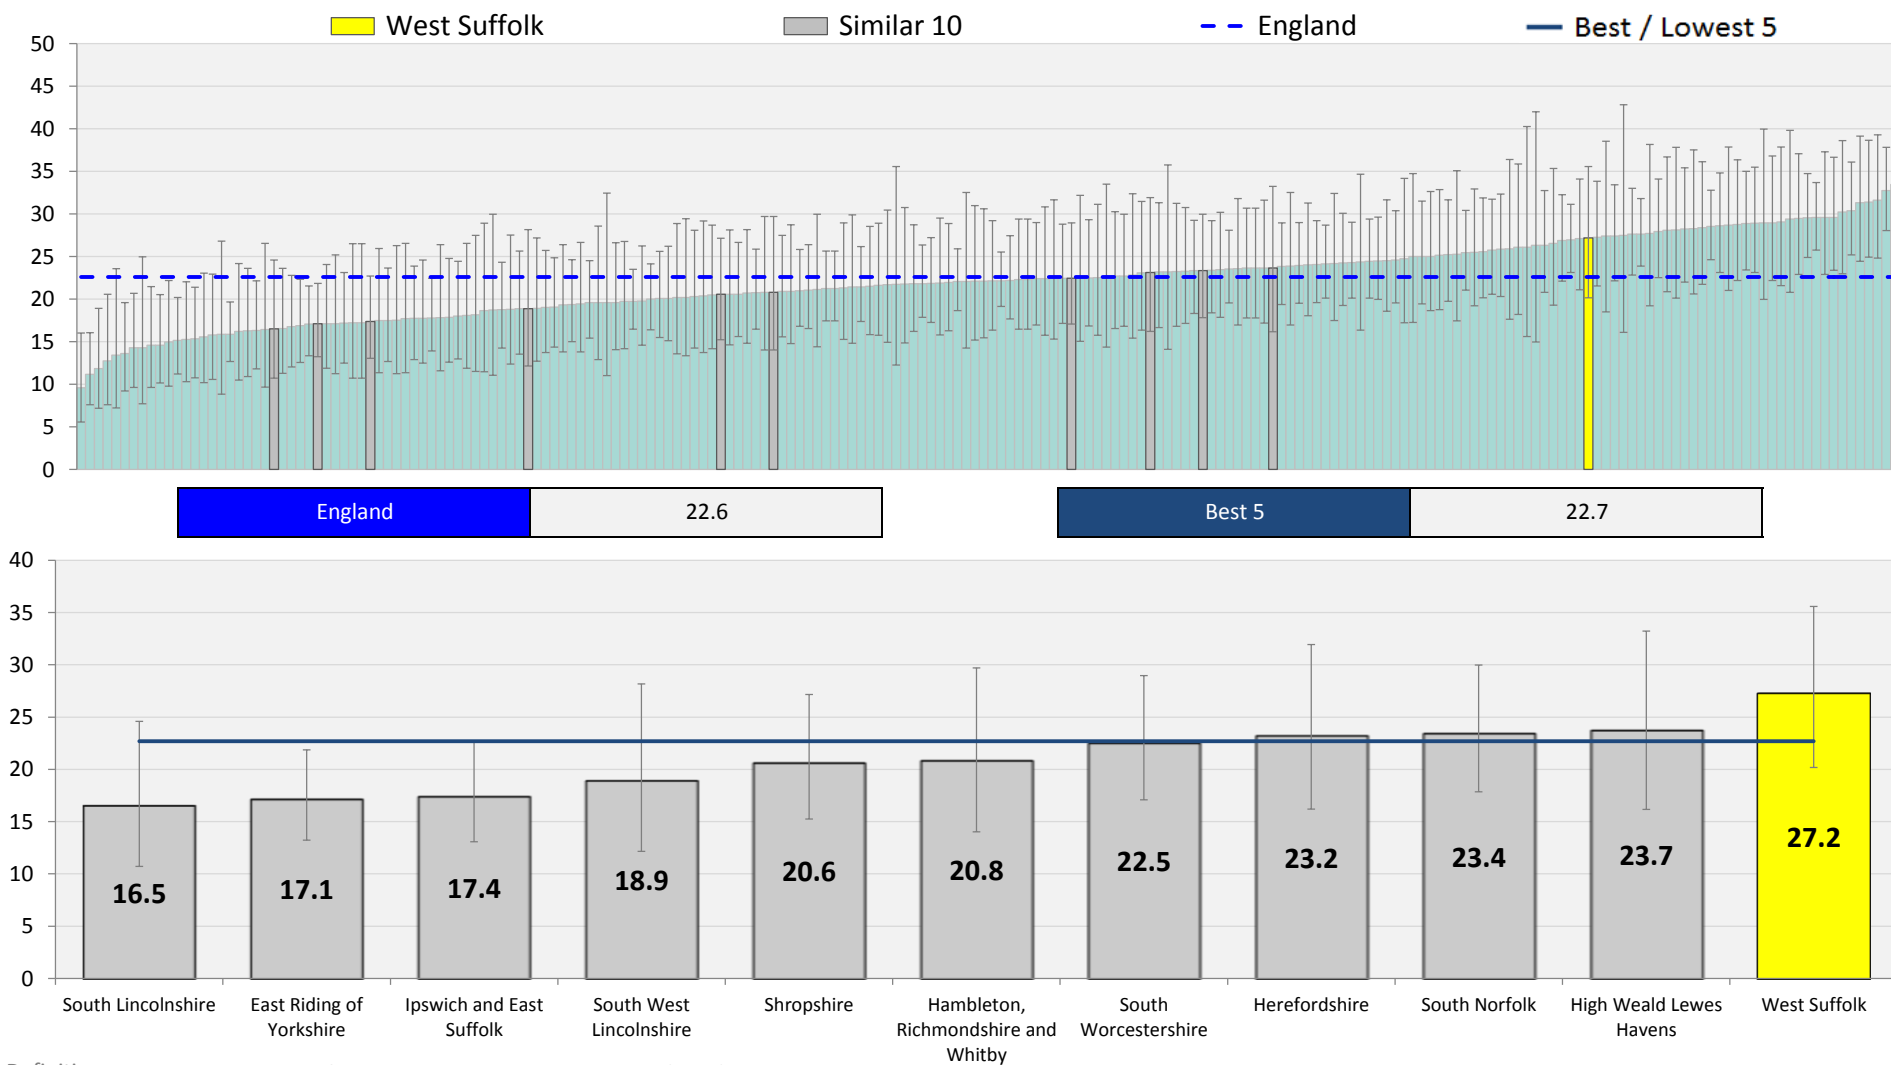 West Suffolk
Similar 10
England
Best / Lowest 5
50
45
40
35
30
25
20
15
10
5
0
England 22.6 Best 5 22.7
40
35
30
25
20
15
10
5
0
16.5 17.1 17.4 18.9 20.6 20.8 22.5 23.2 23.4 23.7 27.2
South Lincolnshire
East Riding of
Yorkshire
Ipswich and East
Suffolk
South West
Lincolnshire
Shropshire
Hambleton,
Richmondshire and
Whitby
South
Worcestershire
Herefordshire
South Norfolk
High Weald Lewes
Havens
West Suffolk